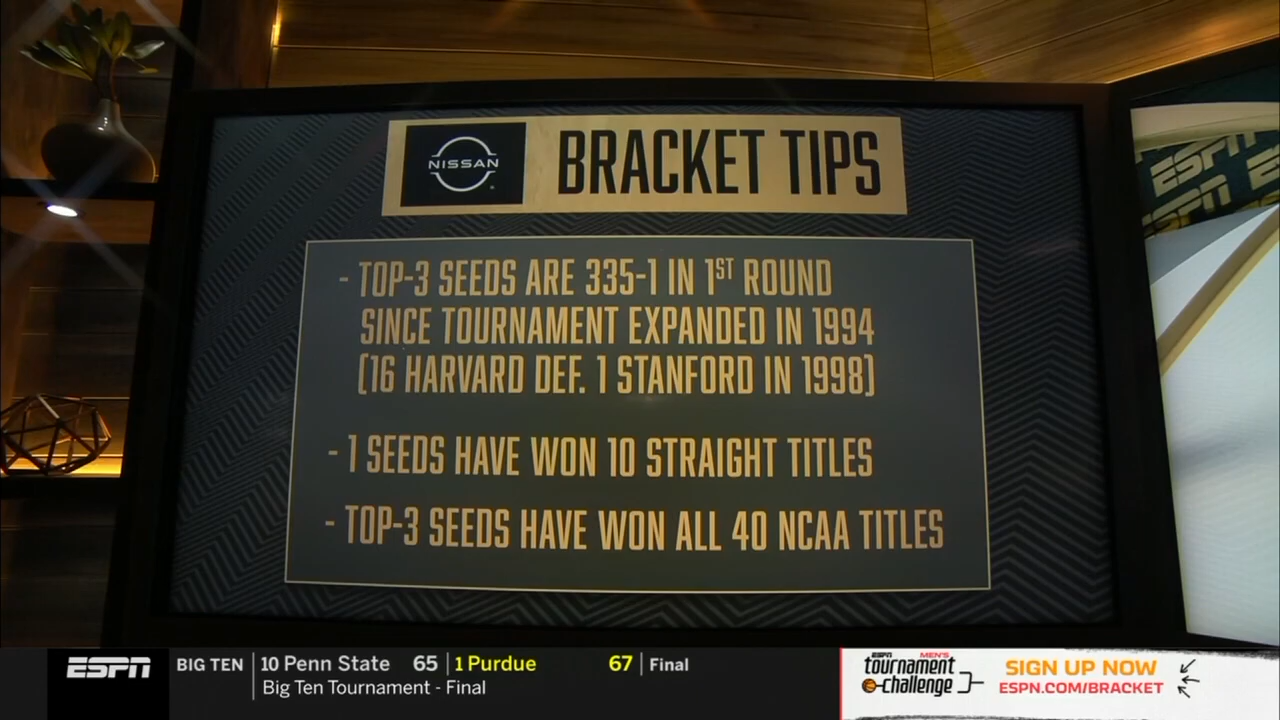 NISSAN
BRACKET TIPS
- TOP-3 SEEDS ARE 335-1 IN 1ST ROUND
SINCE TOURNAMENT EXPANDED IN 1994
(16 HARVARD DEF. 1 STANFORD IN 1998)
- 1 SEEDS HAVE WON 10 STRAIGHT TITLES
- TOP-3 SEEDS HAVE WON ALL 40 NCAA TITLES
ESPN
ESPN
ESPN
BIG TEN 10 Penn State 65 1 Purdue 67 Final
Big Ten Tournament - Final
ESPN MEN'S
tournament
challenge
SIGN UP NOW
ESPN.COM/BRACKET